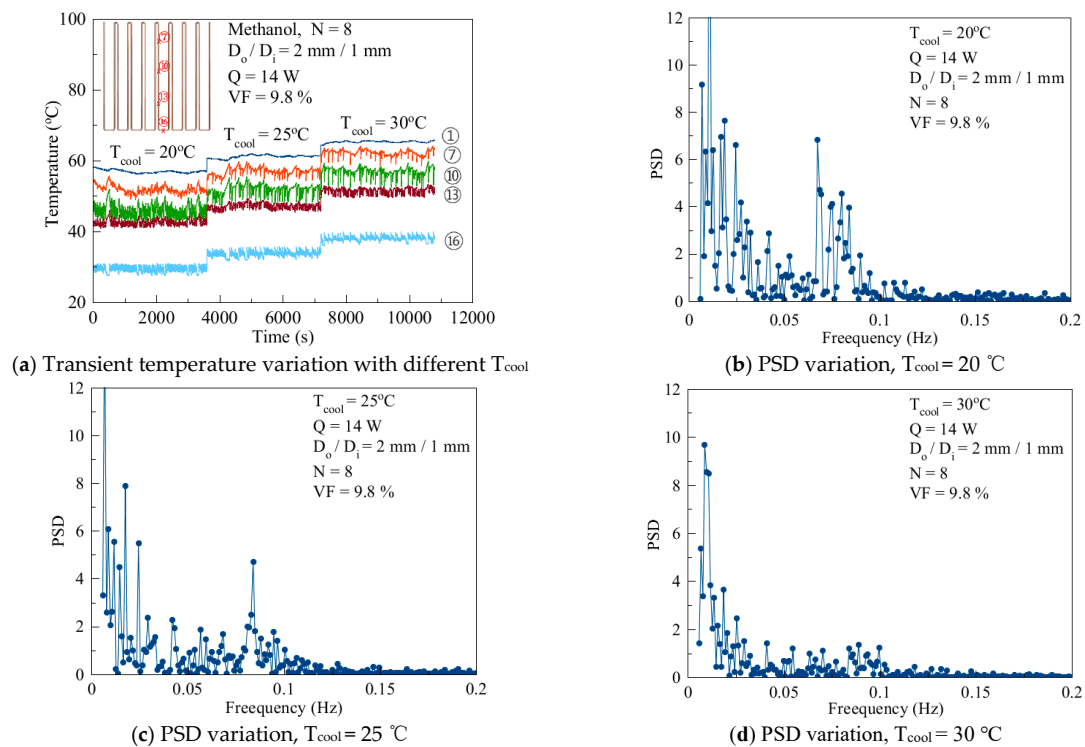 100
80
60
40
20
Temperature (°C)
0 2000 4000 6000 8000 10000 12000
Time (s)
⑦
⑩
⑬
⑯
Methanol, N = 8
D_o / D_i = 2 mm / 1 mm
Q = 14 W
VF = 9.8 %
T_cool = 20°C
T_cool = 25°C
T_cool = 30°C
①
⑦
⑩
⑬
⑯
(a) Transient temperature variation with different T_cool
12
10
8
6
4
2
0
PSD
0 0.05 0.1 0.15 0.2
Freequency (Hz)
T_cool = 20°C
Q = 14 W
D_o / D_i = 2 mm / 1 mm
N = 8
VF = 9.8 %
(b) PSD variation, T_cool = 20 ℃
12
10
8
6
4
2
0
PSD
0 0.05 0.1 0.15 0.2
Freequency (Hz)
T_cool = 25°C
Q = 14 W
D_o / D_i = 2 mm / 1 mm
N = 8
VF = 9.8 %
(c) PSD variation, T_cool = 25 ℃
12
10
8
6
4
2
0
PSD
0 0.05 0.1 0.15 0.2
Freequency (Hz)
T_cool = 30°C
Q = 14 W
D_o / D_i = 2 mm / 1 mm
N = 8
VF = 9.8 %
(d) PSD variation, T_cool = 30 °C